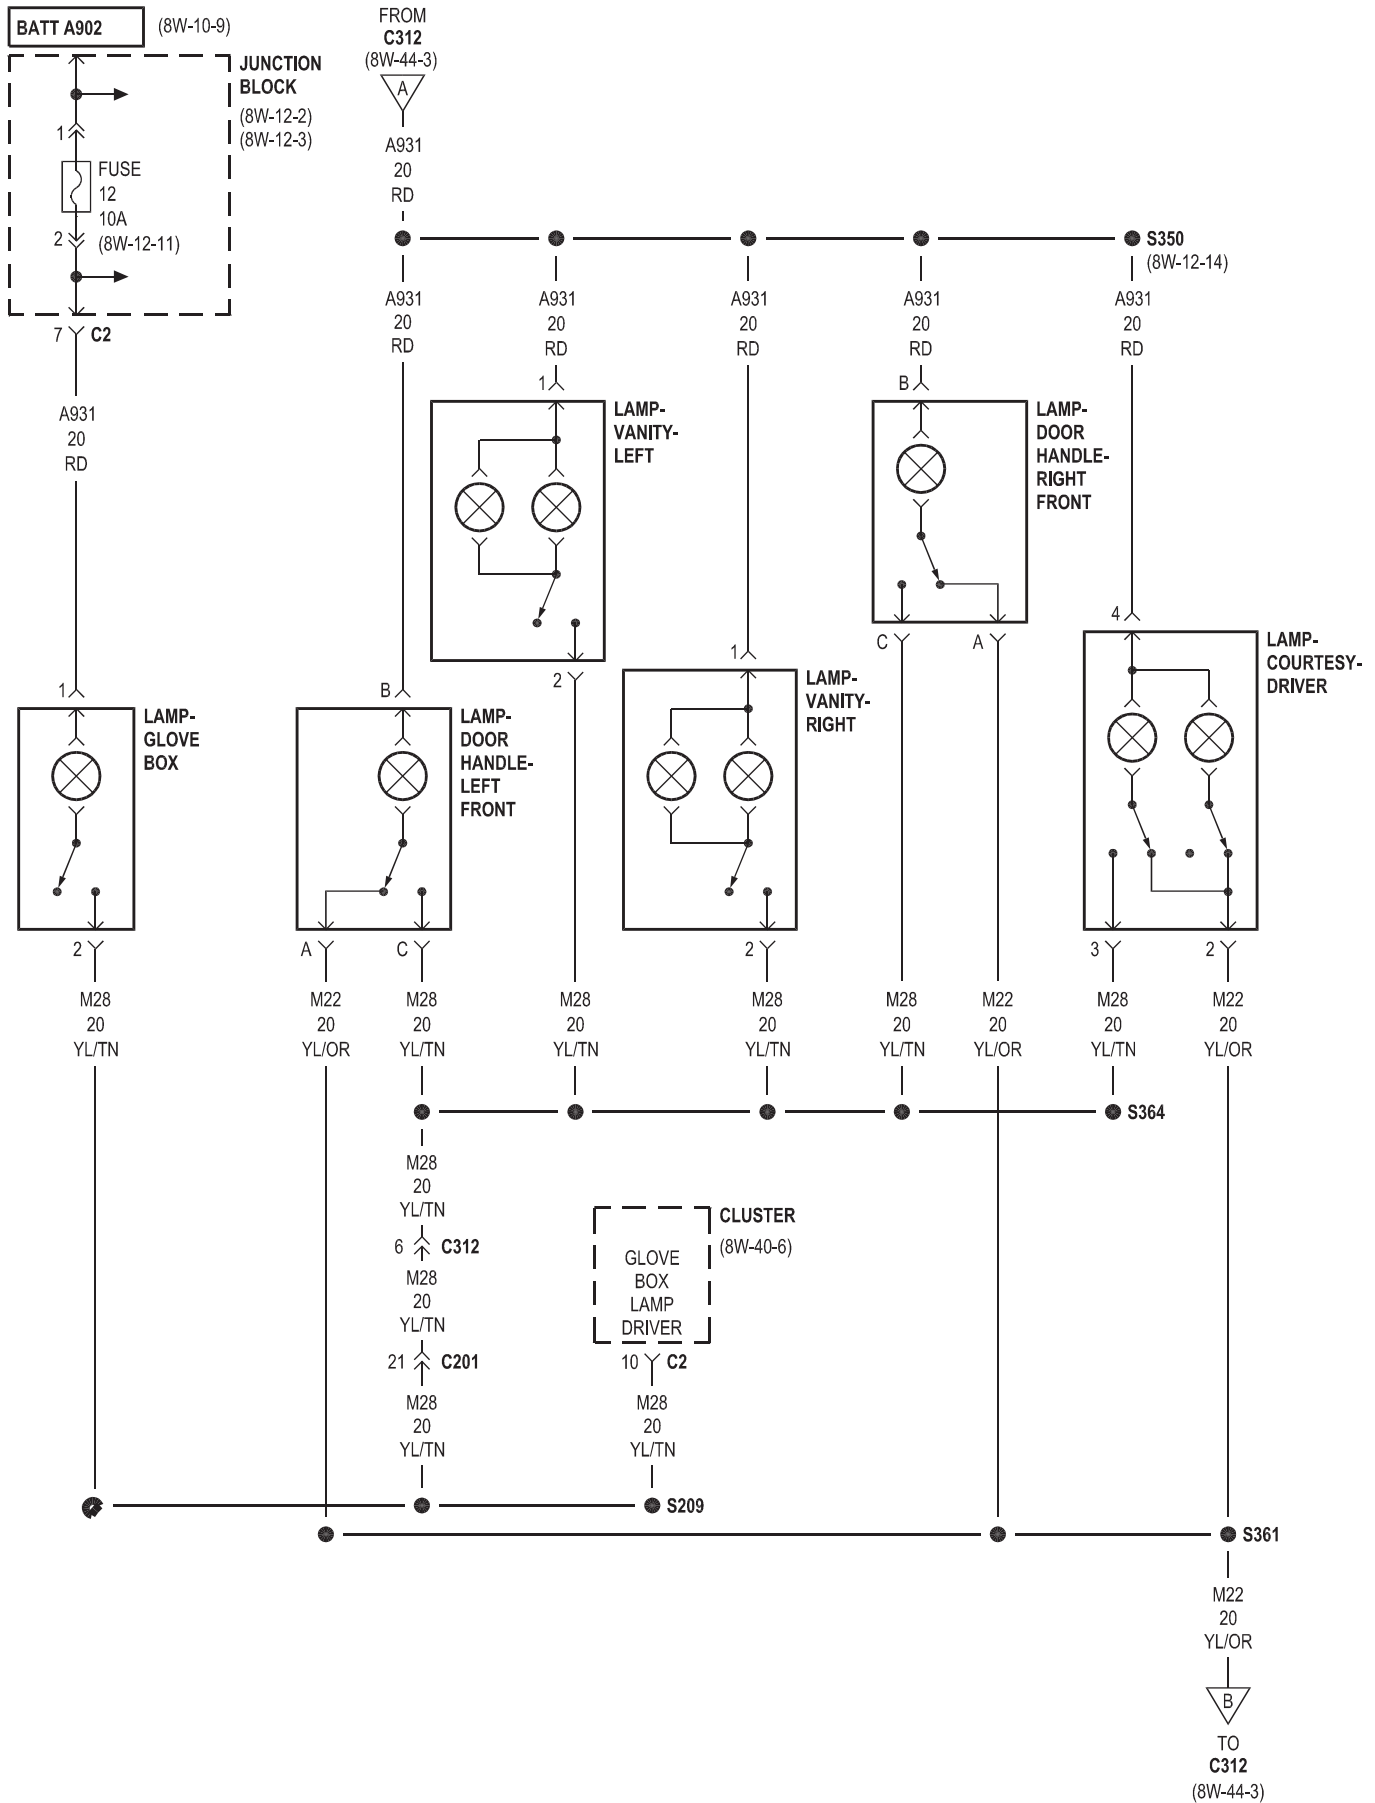 BATT A902
(8W-10-9)
FROM
C312
(8W-44-3)
A
A931
20
RD
JUNCTION
BLOCK
(8W-12-2)
(8W-12-3)
1
FUSE
12
10A
(8W-12-11)
2
7
C2
A931
20
RD
S350
(8W-12-14)
A931
20
RD
A931
20
RD
A931
20
RD
A931
20
RD
A931
20
RD
1
LAMP-
VANITY-
LEFT
2
B
LAMP-
DOOR
HANDLE-
RIGHT
FRONT
C
A
4
LAMP-
COURTESY-
DRIVER
3
2
1
LAMP-
VANITY-
RIGHT
2
1
LAMP-
GLOVE
BOX
2
B
LAMP-
DOOR
HANDLE-
LEFT
FRONT
A
C
M28
20
YL/TN
M22
20
YL/OR
M28
20
YL/TN
M28
20
YL/TN
M28
20
YL/TN
M28
20
YL/TN
M22
20
YL/OR
M28
20
YL/TN
M22
20
YL/OR
S364
M28
20
YL/TN
6
C312
M28
20
YL/TN
21
C201
M28
20
YL/TN
CLUSTER
(8W-40-6)
GLOVE
BOX
LAMP
DRIVER
10
C2
M28
20
YL/TN
S209
S361
M22
20
YL/OR
B
TO
C312
(8W-44-3)